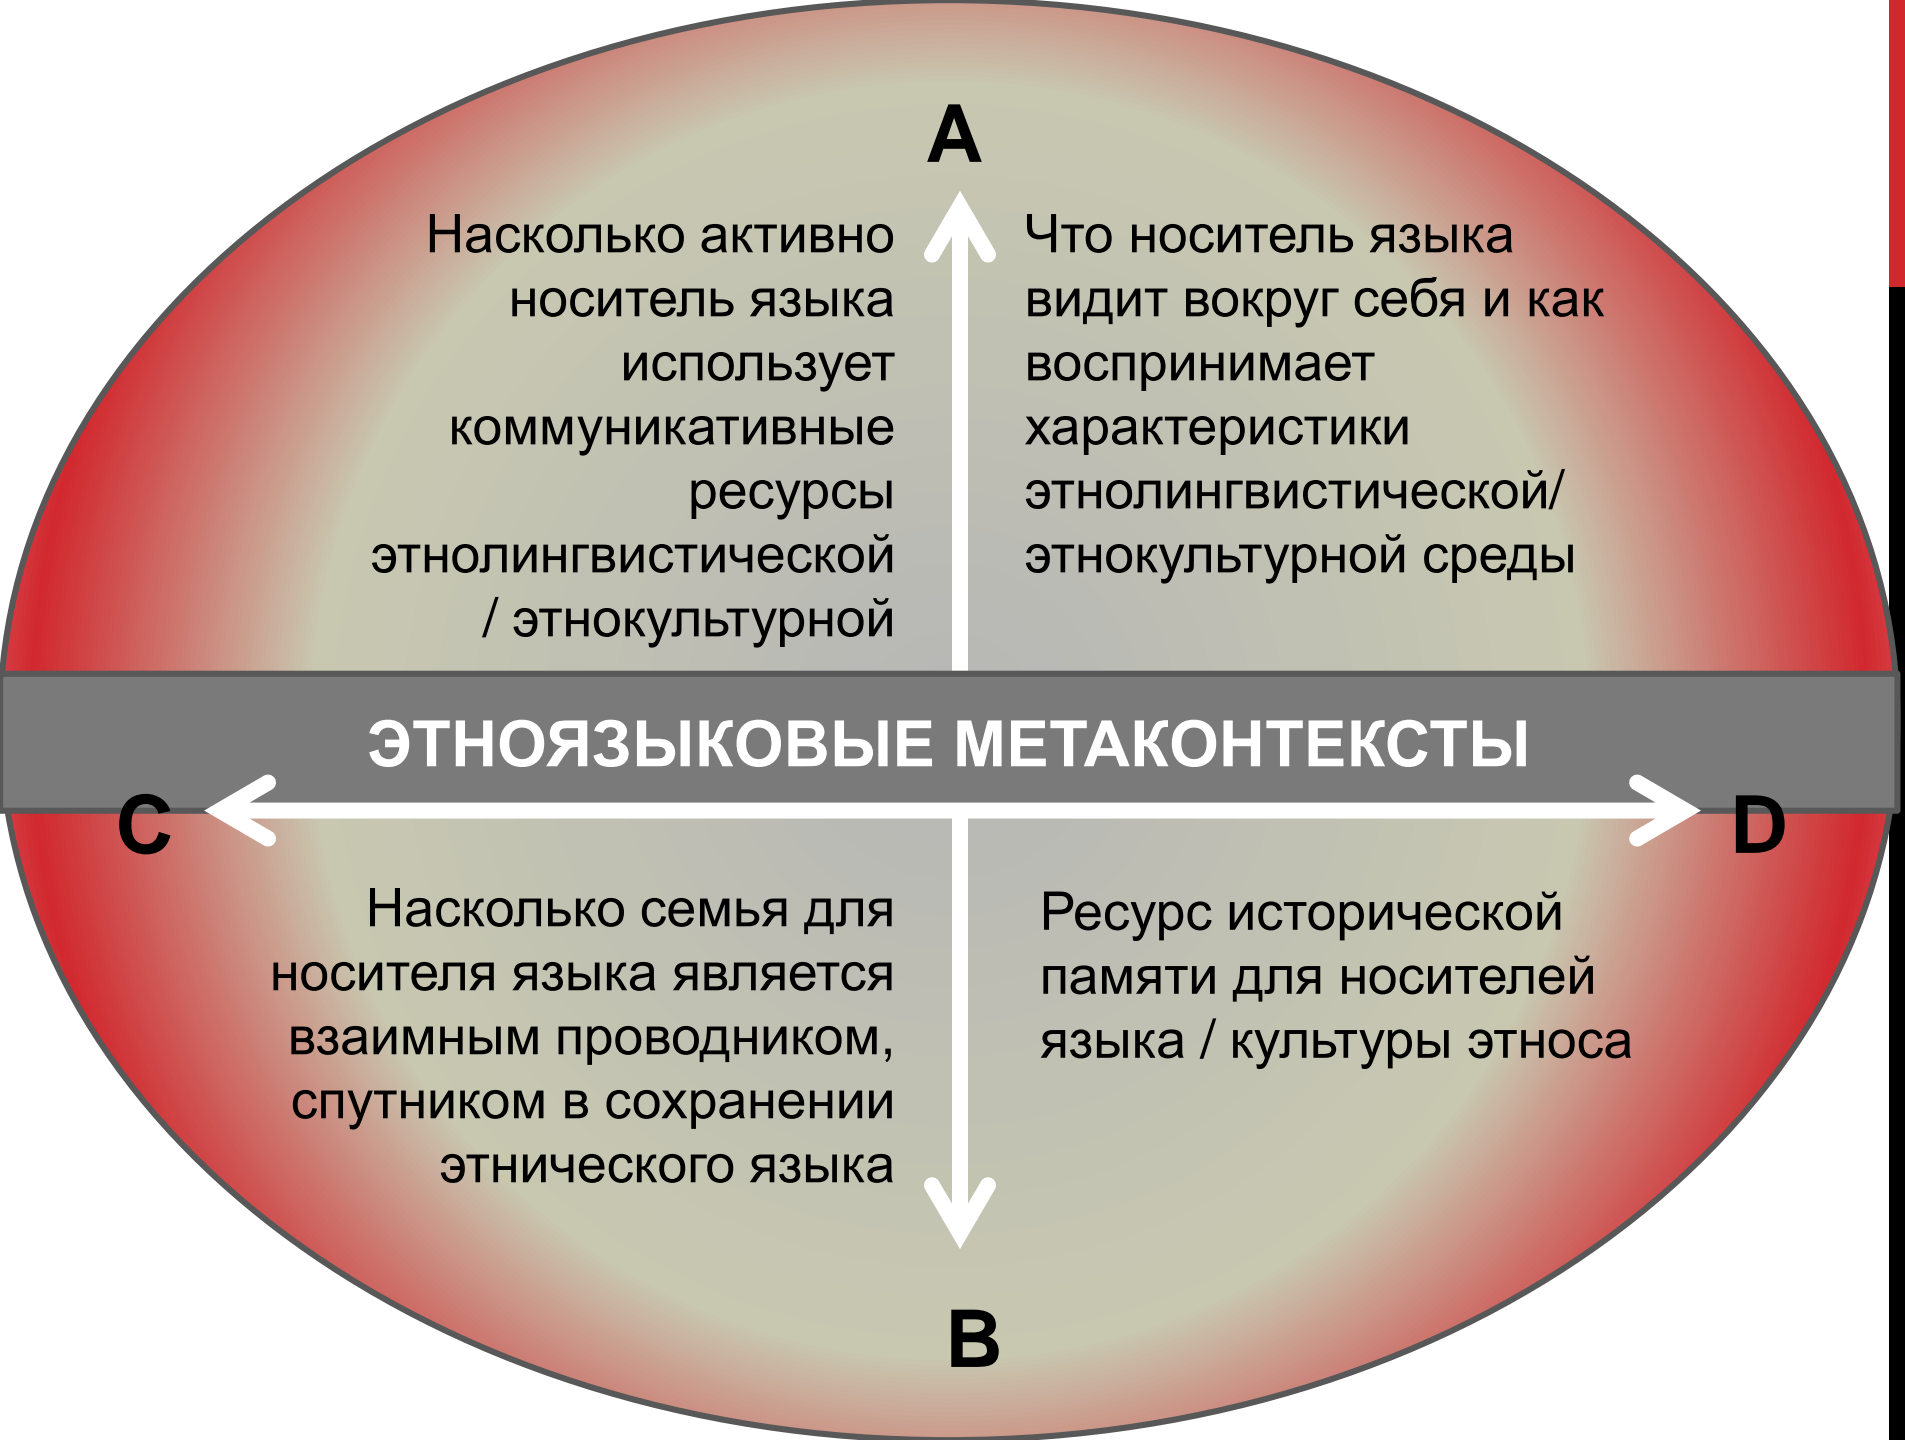 A
Насколько активно
носитель языка
использует
коммуникативные
ресурсы
этнолингвистической
/ этнокультурной
Что носитель языка
видит вокруг себя и как
воспринимает
характеристики
этнолингвистической/
этнокультурной среды
ЭТНОЯЗЫКОВЫЕ МЕТАКОНТЕКСТЫ
C
D
Насколько семья для
носителя языка является
взаимным проводником,
спутником в сохранении
этнического языка
Ресурс исторической
памяти для носителей
языка / культуры этноса
B